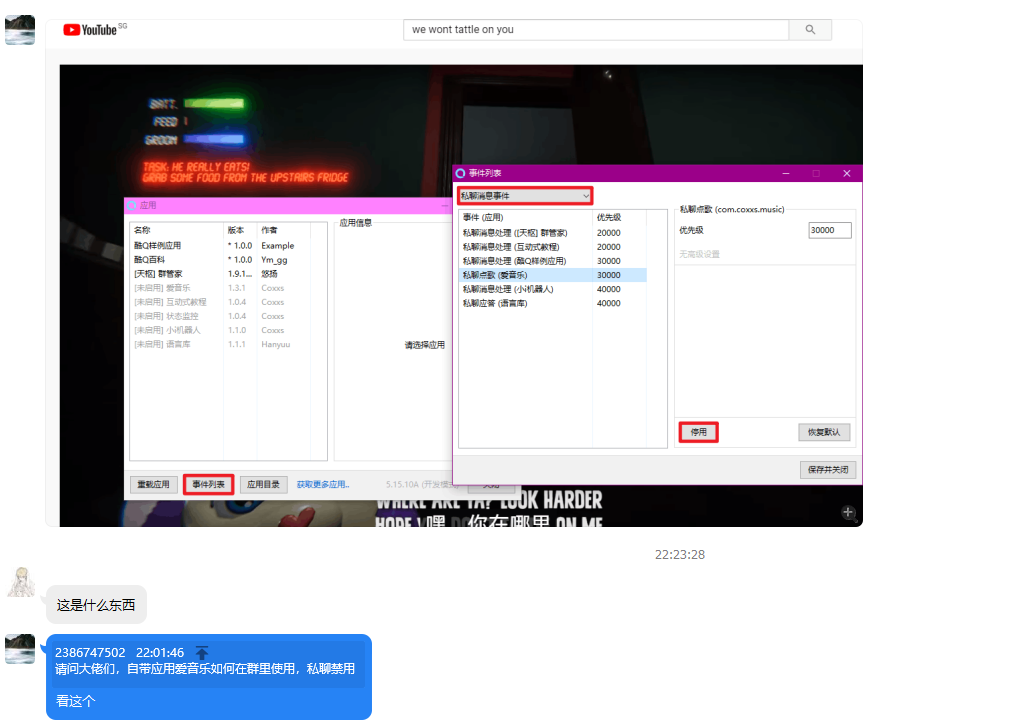 YouTube SG
we wont tattle on you
BATT.
FEED
GROOM
TASK: HE REALLY EATS!
GRAB SOME FOOD FROM THE UPSTAIRS FRIDGE
应用
名称 版本 作者
酷Q样例应用 * 1.0.0 Example
酷Q百科 * 1.0.0 Ym_gg
[天枢] 群管家 1.9.1... 悠扬
[未启用] 爱音乐 1.3.1 Coxxs
[未启用] 互动式教程 1.0.4 Coxxs
[未启用] 状态监控 1.0.4 Coxxs
[未启用] 小i机器人 1.1.0 Coxxs
[未启用] 语言库 1.1.1 Hanyuu
应用信息
请选择应用
重载应用 事件列表 应用目录 获取更多应用.. 5.15.10A (开发模
事件列表
私聊消息事件
事件 (应用) 优先级
私聊消息处理 ([天枢] 群管家) 20000
私聊消息处理 (互动式教程) 20000
私聊消息处理 (酷Q样例应用) 30000
私聊点歌 (爱音乐) 30000
私聊消息处理 (小i机器人) 40000
私聊应答 (语言库) 40000
私聊点歌 (com.coxxs.music)
优先级 30000
无高级设置
停用 恢复默认
保存并关闭
WHERE ARE YA? LOOK HARDER
HOPE 嘿 你在哪里 ON ME
22:23:28
这是什么东西
2386747502 22:01:46
请问大佬们，自带应用爱音乐如何在群里使用，私聊禁用
看这个